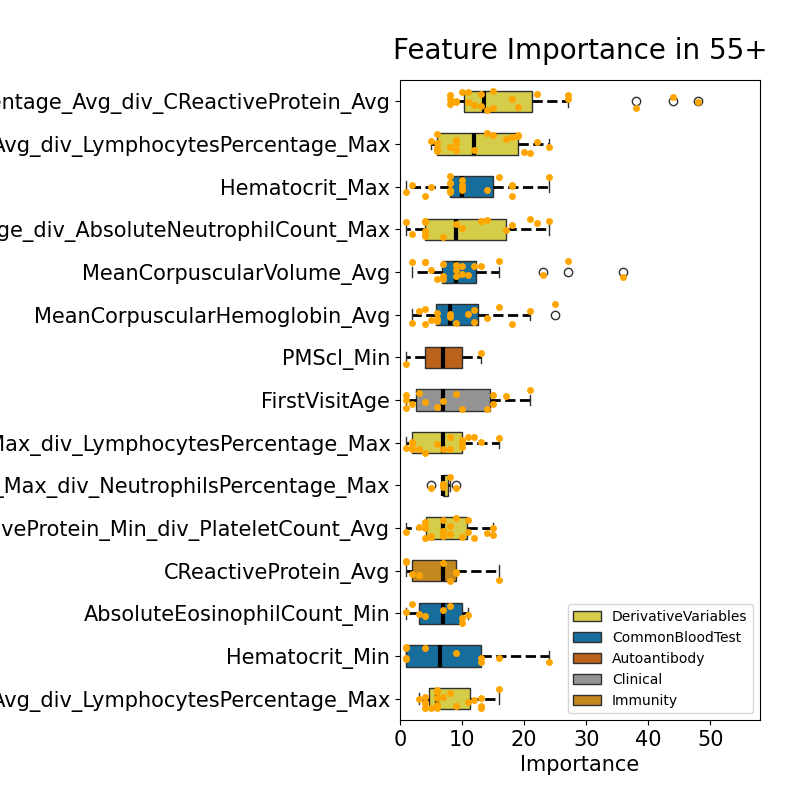 Feature Importance in 55+
entage_Avg_div_CReactiveProtein_Avg
Avg_div_LymphocytesPercentage_Max
Hematocrit_Max
ge_div_AbsoluteNeutrophilCount_Max
MeanCorpuscularVolume_Avg
MeanCorpuscularHemoglobin_Avg
PMScl_Min
FirstVisitAge
Max_div_LymphocytesPercentage_Max
_Max_div_NeutrophilsPercentage_Max
veProtein_Min_div_PlateletCount_Avg
CReactiveProtein_Avg
AbsoluteEosinophilCount_Min
Hematocrit_Min
Avg_div_LymphocytesPercentage_Max
DerivativeVariables
CommonBloodTest
Autoantibody
Clinical
Immunity
0 10 20 30 40 50
Importance